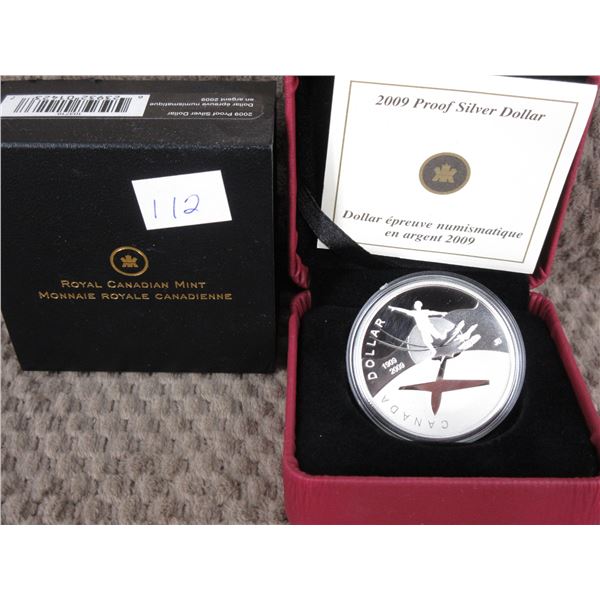 2009 Proof Silver Dollar
Dollar épreuve numismatique
en argent 2009
112
ROYAL CANADIAN MINT
MONNAIE ROYALE CANADIENNE
2009 Proof Silver Dollar
Dollar épreuve numismatique
en argent 2009
DOLLAR
1909
2009
CANADA